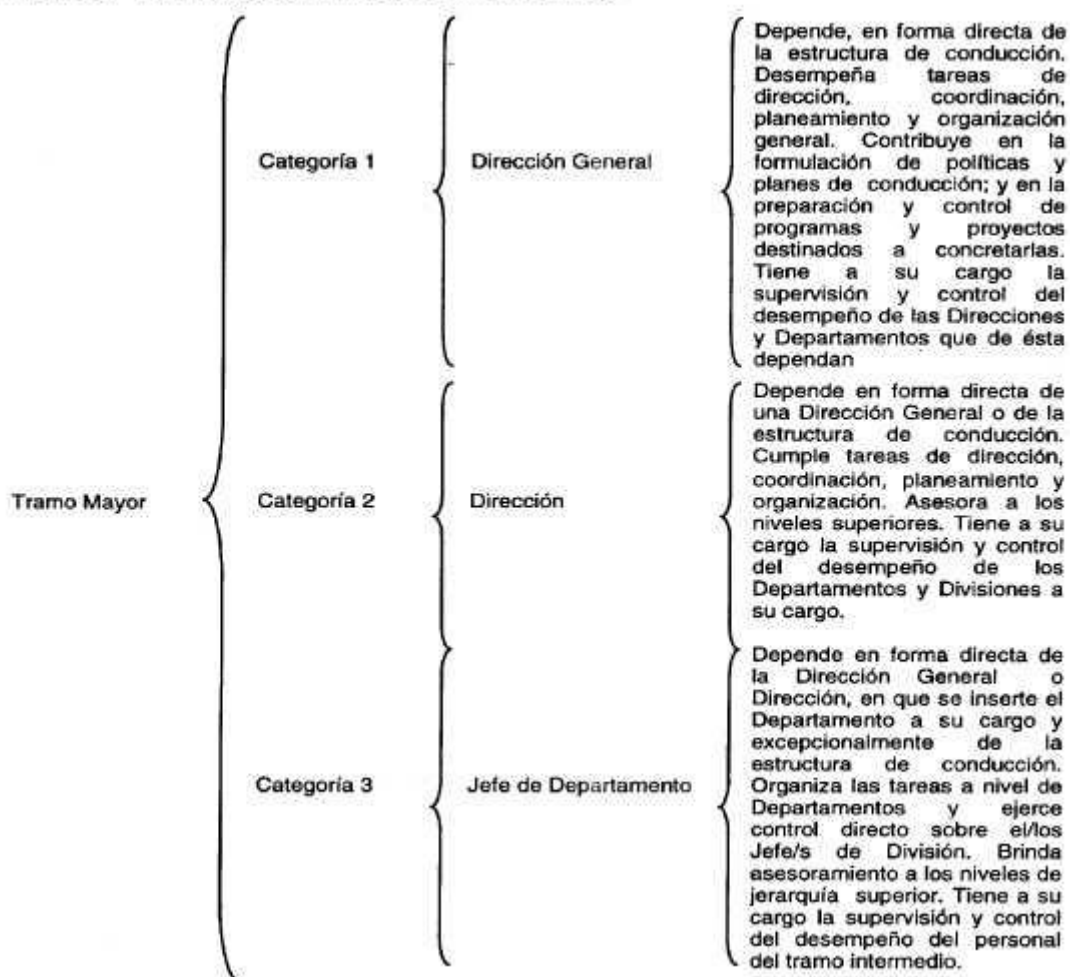 Tramo Mayor
Categoría 1
Dirección General
Depende, en forma directa de
la estructura de conducción.
Desempeña tareas de
dirección, coordinación,
planeamiento y organización
general. Contribuye en la
formulación de políticas y
planes de conducción; y en la
preparación y control de
programas y proyectos
destinados a concretarlas.
Tiene a su cargo la
supervisión y control del
desempeño de las Direcciones
y Departamentos que de ésta
dependan
Categoría 2
Dirección
Depende en forma directa de
una Dirección General o de la
estructura de conducción.
Cumple tareas de dirección,
coordinación, planeamiento y
organización. Asesora a los
niveles superiores. Tiene a su
cargo la supervisión y control
del desempeño de los
Departamentos y Divisiones a
su cargo.
Categoría 3
Jefe de Departamento
Depende en forma directa de
la Dirección General o
Dirección, en que se inserte el
Departamento a su cargo y
excepcionalmente de la
estructura de conducción.
Organiza las tareas a nivel de
Departamentos y ejerce
control directo sobre el/los
Jefe/s de División. Brinda
asesoramiento a los niveles de
jerarquía superior. Tiene a su
cargo la supervisión y control
del desempeño del personal
del tramo intermedio.